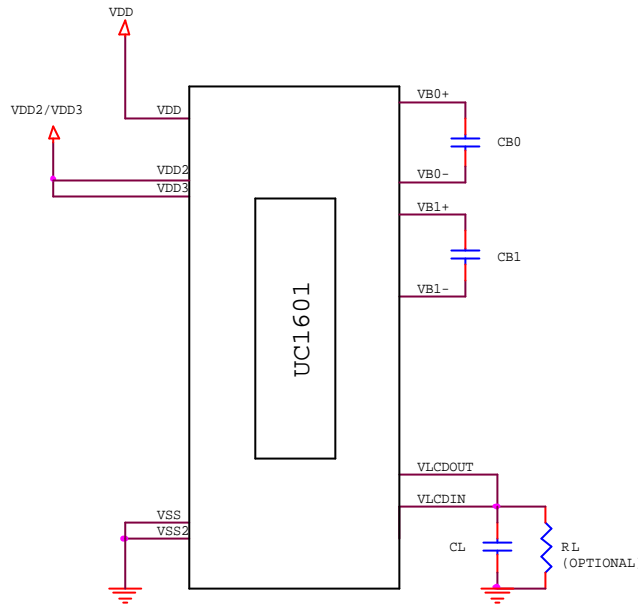 VDD
VDD2/VDD3
VDD
VDD2
VDD3
VSS
VSS2
UC1601
VB0+
CB0
VB0-
VB1+
CB1
VB1-
VLCDOUT
VLCDIN
CL
RL
(OPTIONAL